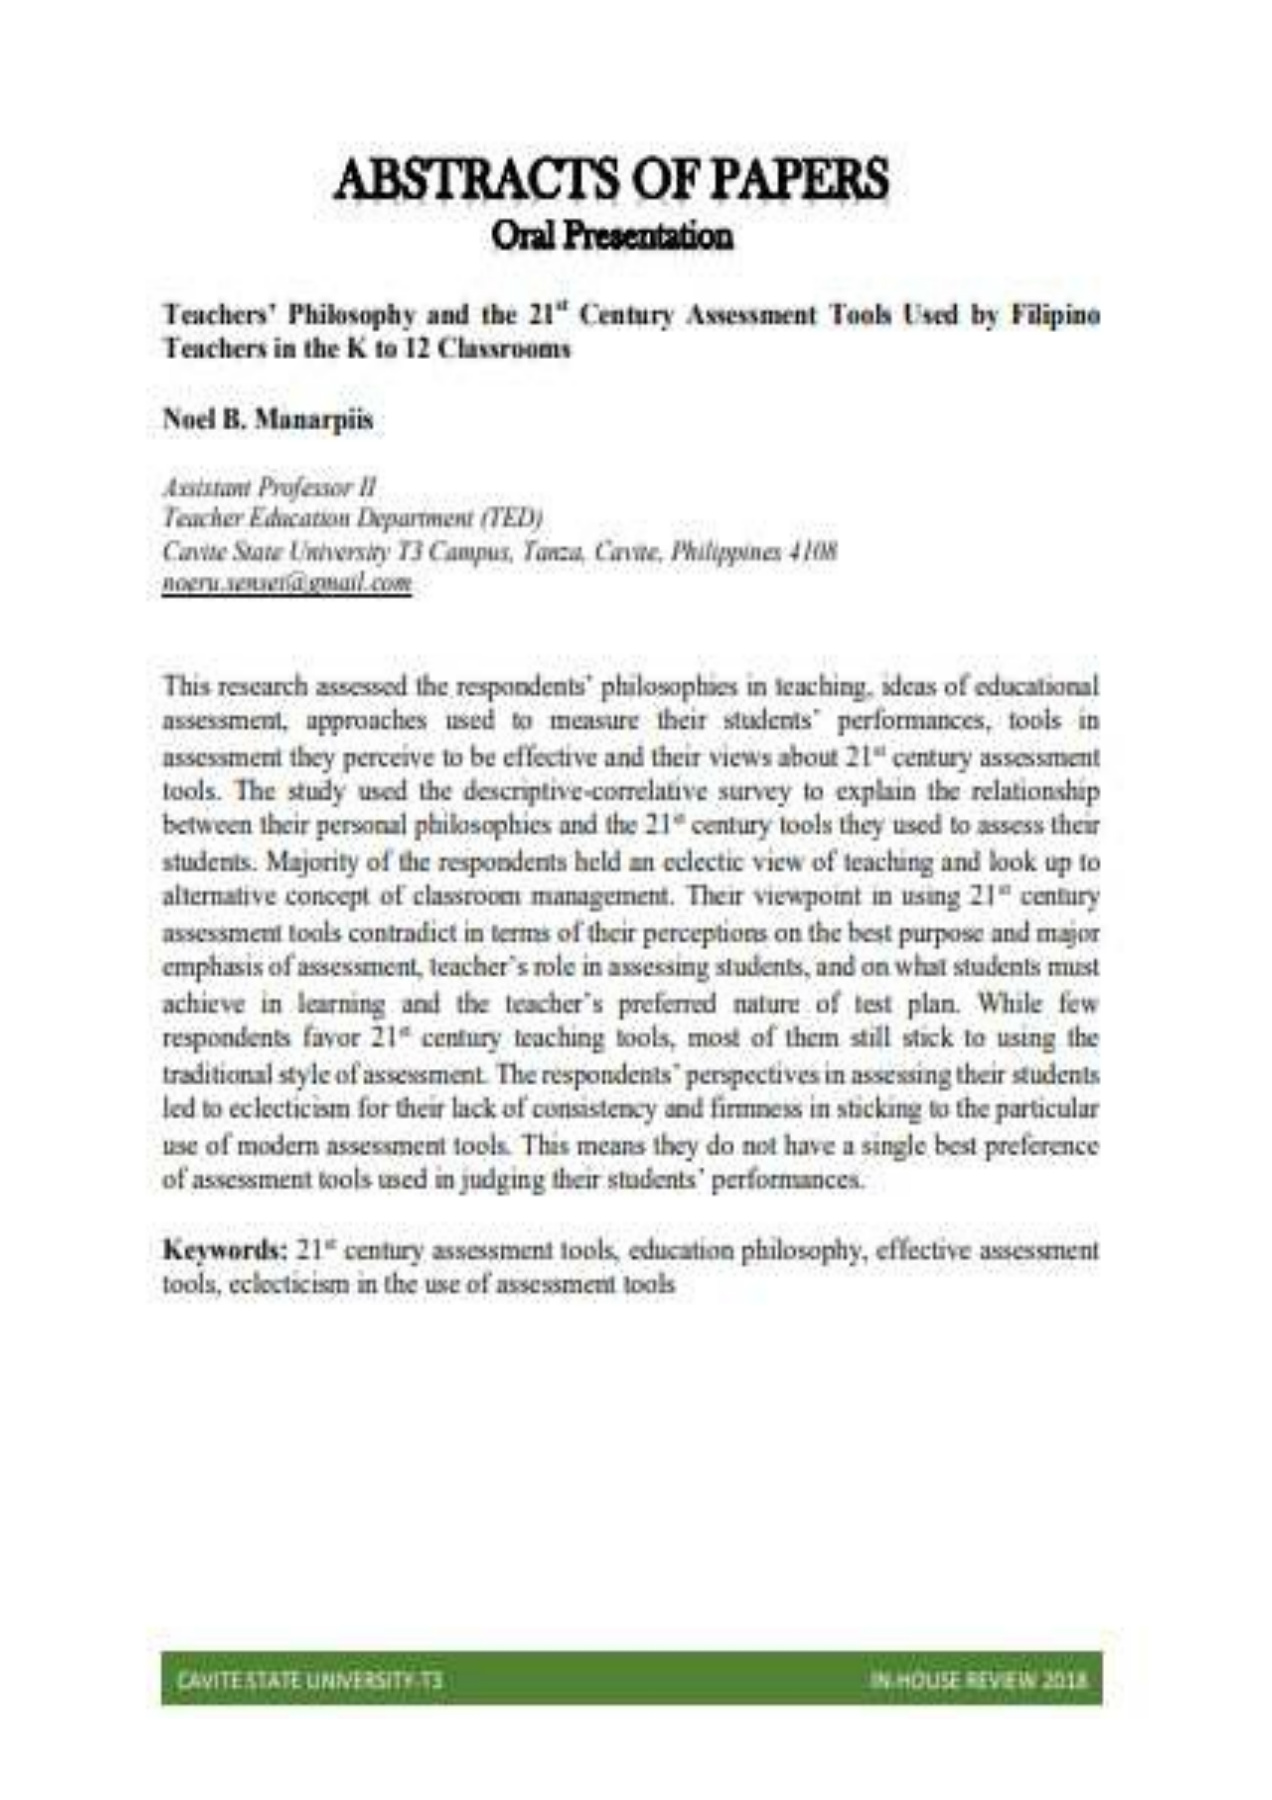 ABSTRACTS OF PAPERS
Oral Presentation
Teachers' Philosophy and the 21st Century Assessment Tools Used by Filipino
Teachers in the K to 12 Classrooms
Noel B. Manarpiis
Assistant Professor II
Teacher Education Department (TED)
Cavite State University T3 Campus, Tanza, Cavite, Philippines 4108
noeru.sensei@gmail.com
This research assessed the respondents' philosophies in teaching, ideas of educational
assessment, approaches used to measure their students' performances, tools in
assessment they perceive to be effective and their views about 21st century assessment
tools. The study used the descriptive-correlative survey to explain the relationship
between their personal philosophies and the 21st century tools they used to assess their
students. Majority of the respondents held an eclectic view of teaching and look up to
alternative concept of classroom management. Their viewpoint in using 21st century
assessment tools contradict in terms of their perceptions on the best purpose and major
emphasis of assessment, teacher's role in assessing students, and on what students must
achieve in learning and the teacher's preferred nature of test plan. While few
respondents favor 21st century teaching tools, most of them still stick to using the
traditional style of assessment. The respondents' perspectives in assessing their students
led to eclecticism for their lack of consistency and firmness in sticking to the particular
use of modern assessment tools. This means they do not have a single best preference
of assessment tools used in judging their students' performances.
Keywords: 21st century assessment tools, education philosophy, effective assessment
tools, eclecticism in the use of assessment tools
CAVITE STATE UNIVERSITY-T3 IN-HOUSE REVIEW 2018